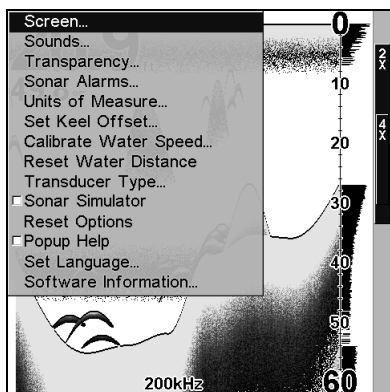 Screen...
Sounds...
Transparency...
Sonar Alarms...
Units of Measure...
Set Keel Offset...
Calibrate Water Speed...
Reset Water Distance
Transducer Type...
Sonar Simulator
Reset Options
Popup Help
Set Language...
Software Information...
0
10
20
30
40
50
60
2X
4X
200kHz